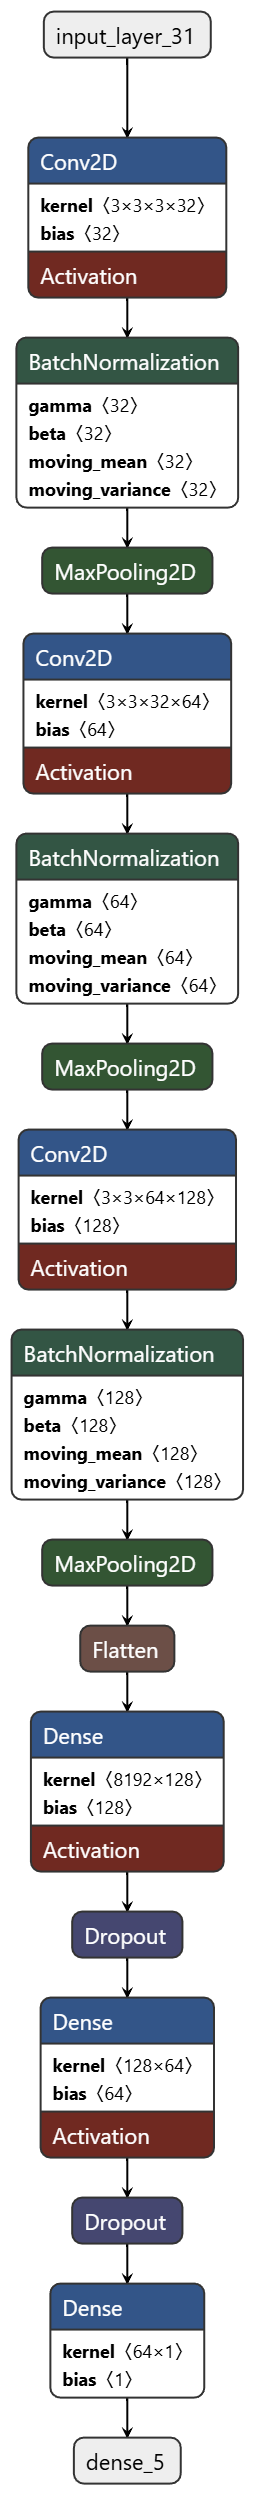 input_layer_31
Conv2D
kernel〈3×3×3×32〉
bias〈32〉
Activation
BatchNormalization
gamma〈32〉
beta〈32〉
moving_mean〈32〉
moving_variance〈32〉
MaxPooling2D
Conv2D
kernel〈3×3×32×64〉
bias〈64〉
Activation
BatchNormalization
gamma〈64〉
beta〈64〉
moving_mean〈64〉
moving_variance〈64〉
MaxPooling2D
Conv2D
kernel〈3×3×64×128〉
bias〈128〉
Activation
BatchNormalization
gamma〈128〉
beta〈128〉
moving_mean〈128〉
moving_variance〈128〉
MaxPooling2D
Flatten
Dense
kernel〈8192×128〉
bias〈128〉
Activation
Dropout
Dense
kernel〈128×64〉
bias〈64〉
Activation
Dropout
Dense
kernel〈64×1〉
bias〈1〉
dense_5